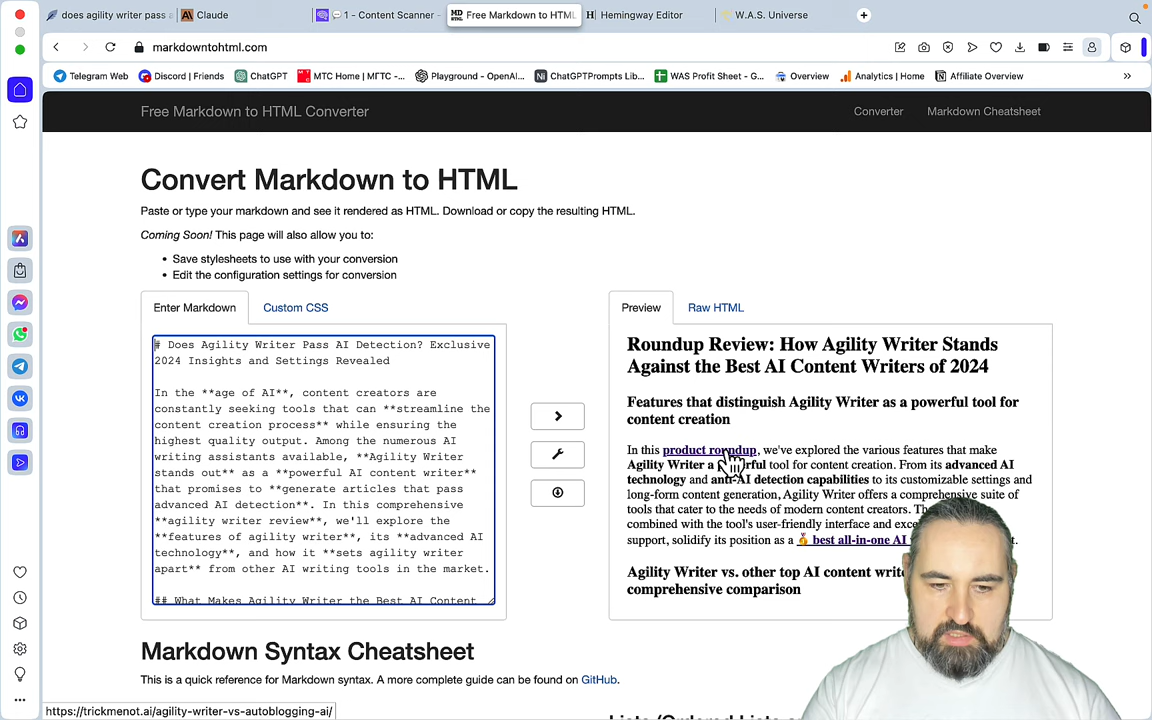 does agility writer pass a
Claude
1 - Content Scanner -
Free Markdown to HTML
Hemingway Editor
W.A.S. Universe
markdowntohtml.com
Telegram Web
Discord | Friends
ChatGPT
MTC Home | MFTC -...
Playground - OpenAI...
ChatGPTPrompts Lib...
WAS Profit Sheet - G...
Overview
Analytics | Home
Affiliate Overview
Free Markdown to HTML Converter
Converter
Markdown Cheatsheet
Convert Markdown to HTML
Paste or type your markdown and see it rendered as HTML. Download or copy the resulting HTML.
Coming Soon! This page will also allow you to:
• Save stylesheets to use with your conversion
• Edit the configuration settings for conversion
Enter Markdown
Custom CSS
# Does Agility Writer Pass AI Detection? Exclusive
2024 Insights and Settings Revealed
In the **age of AI**, content creators are
constantly seeking tools that can **streamline the
content creation process** while ensuring the
highest quality output. Among the numerous AI
writing assistants available, **Agility Writer
stands out** as a **powerful AI content writer**
that promises to **generate articles that pass
advanced AI detection**. In this comprehensive
**agility writer review**, we'll explore the
**features of agility writer**, its **advanced AI
technology**, and how it **sets agility writer
apart** from other AI writing tools in the market.
## What Makes Agility Writer the Best AI Content
Preview
Raw HTML
Roundup Review: How Agility Writer Stands
Against the Best AI Content Writers of 2024
Features that distinguish Agility Writer as a powerful tool for
content creation
In this product roundup, we've explored the various features that make
Agility Writer a powerful tool for content creation. From its advanced AI
technology and anti-AI detection capabilities to its customizable settings and
long-form content generation, Agility Writer offers a comprehensive suite of
tools that cater to the needs of modern content creators. Th
combined with the tool's user-friendly interface and exce
support, solidify its position as a 🥇 best all-in-one AI
Agility Writer vs. other top AI content write
comprehensive comparison
Markdown Syntax Cheatsheet
This is a quick reference for Markdown syntax. A more complete guide can be found on GitHub.
https://trickmenot.ai/agility-writer-vs-autoblogging-ai/